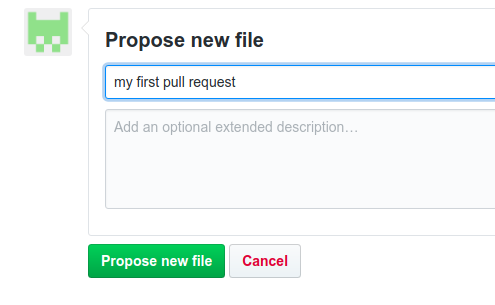 Propose new file
my first pull request
Add an optional extended description…
Propose new file
Cancel